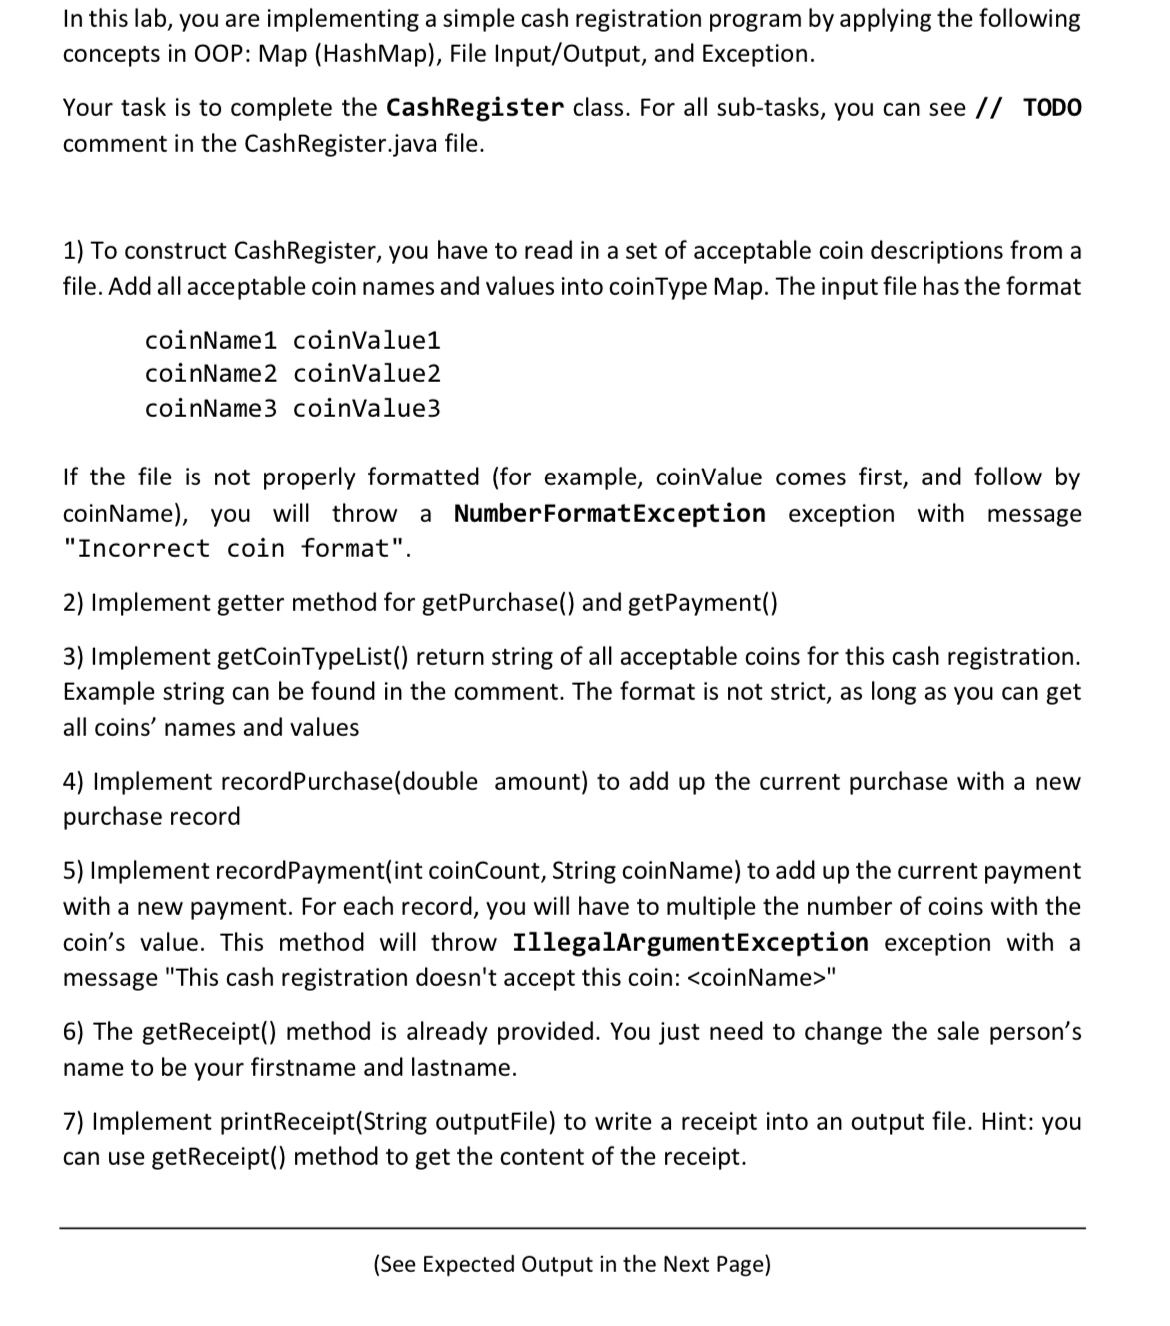 In this lab, you are implementing a simple cash registration program by applying the following
concepts in OOP: Map (HashMap), File Input/Output, and Exception.
Your task is to complete the CashRegister class. For all sub-tasks, you can see // TODO
comment in the CashRegister.java file.
1) To construct CashRegister, you have to read in a set of acceptable coin descriptions from a
file. Add all acceptable coin names and values into coinType Map. The input file has the format
coinName1 coinValue1
coinName2 coinValue2
coinName3 coinValue3
If the file is not properly formatted (for example, coinValue comes first, and follow by
coinName), you will throw a NumberFormatException exception with message
"Incorrect coin format".
2) Implement getter method for getPurchase() and getPayment()
3) Implement getCoinTypeList() return string of all acceptable coins for this cash registration.
Example string can be found in the comment. The format is not strict, as long as you can get
all coins’ names and values
4) Implement recordPurchase(double amount) to add up the current purchase with a new
purchase record
5) Implement recordPayment(int coinCount, String coinName) to add up the current payment
with a new payment. For each record, you will have to multiple the number of coins with the
coin’s value. This method will throw IllegalArgumentException exception with a
message "This cash registration doesn't accept this coin: <coinName>"
6) The getReceipt() method is already provided. You just need to change the sale person’s
name to be your firstname and lastname.
7) Implement printReceipt(String outputFile) to write a receipt into an output file. Hint: you
can use getReceipt() method to get the content of the receipt.
(See Expected Output in the Next Page)